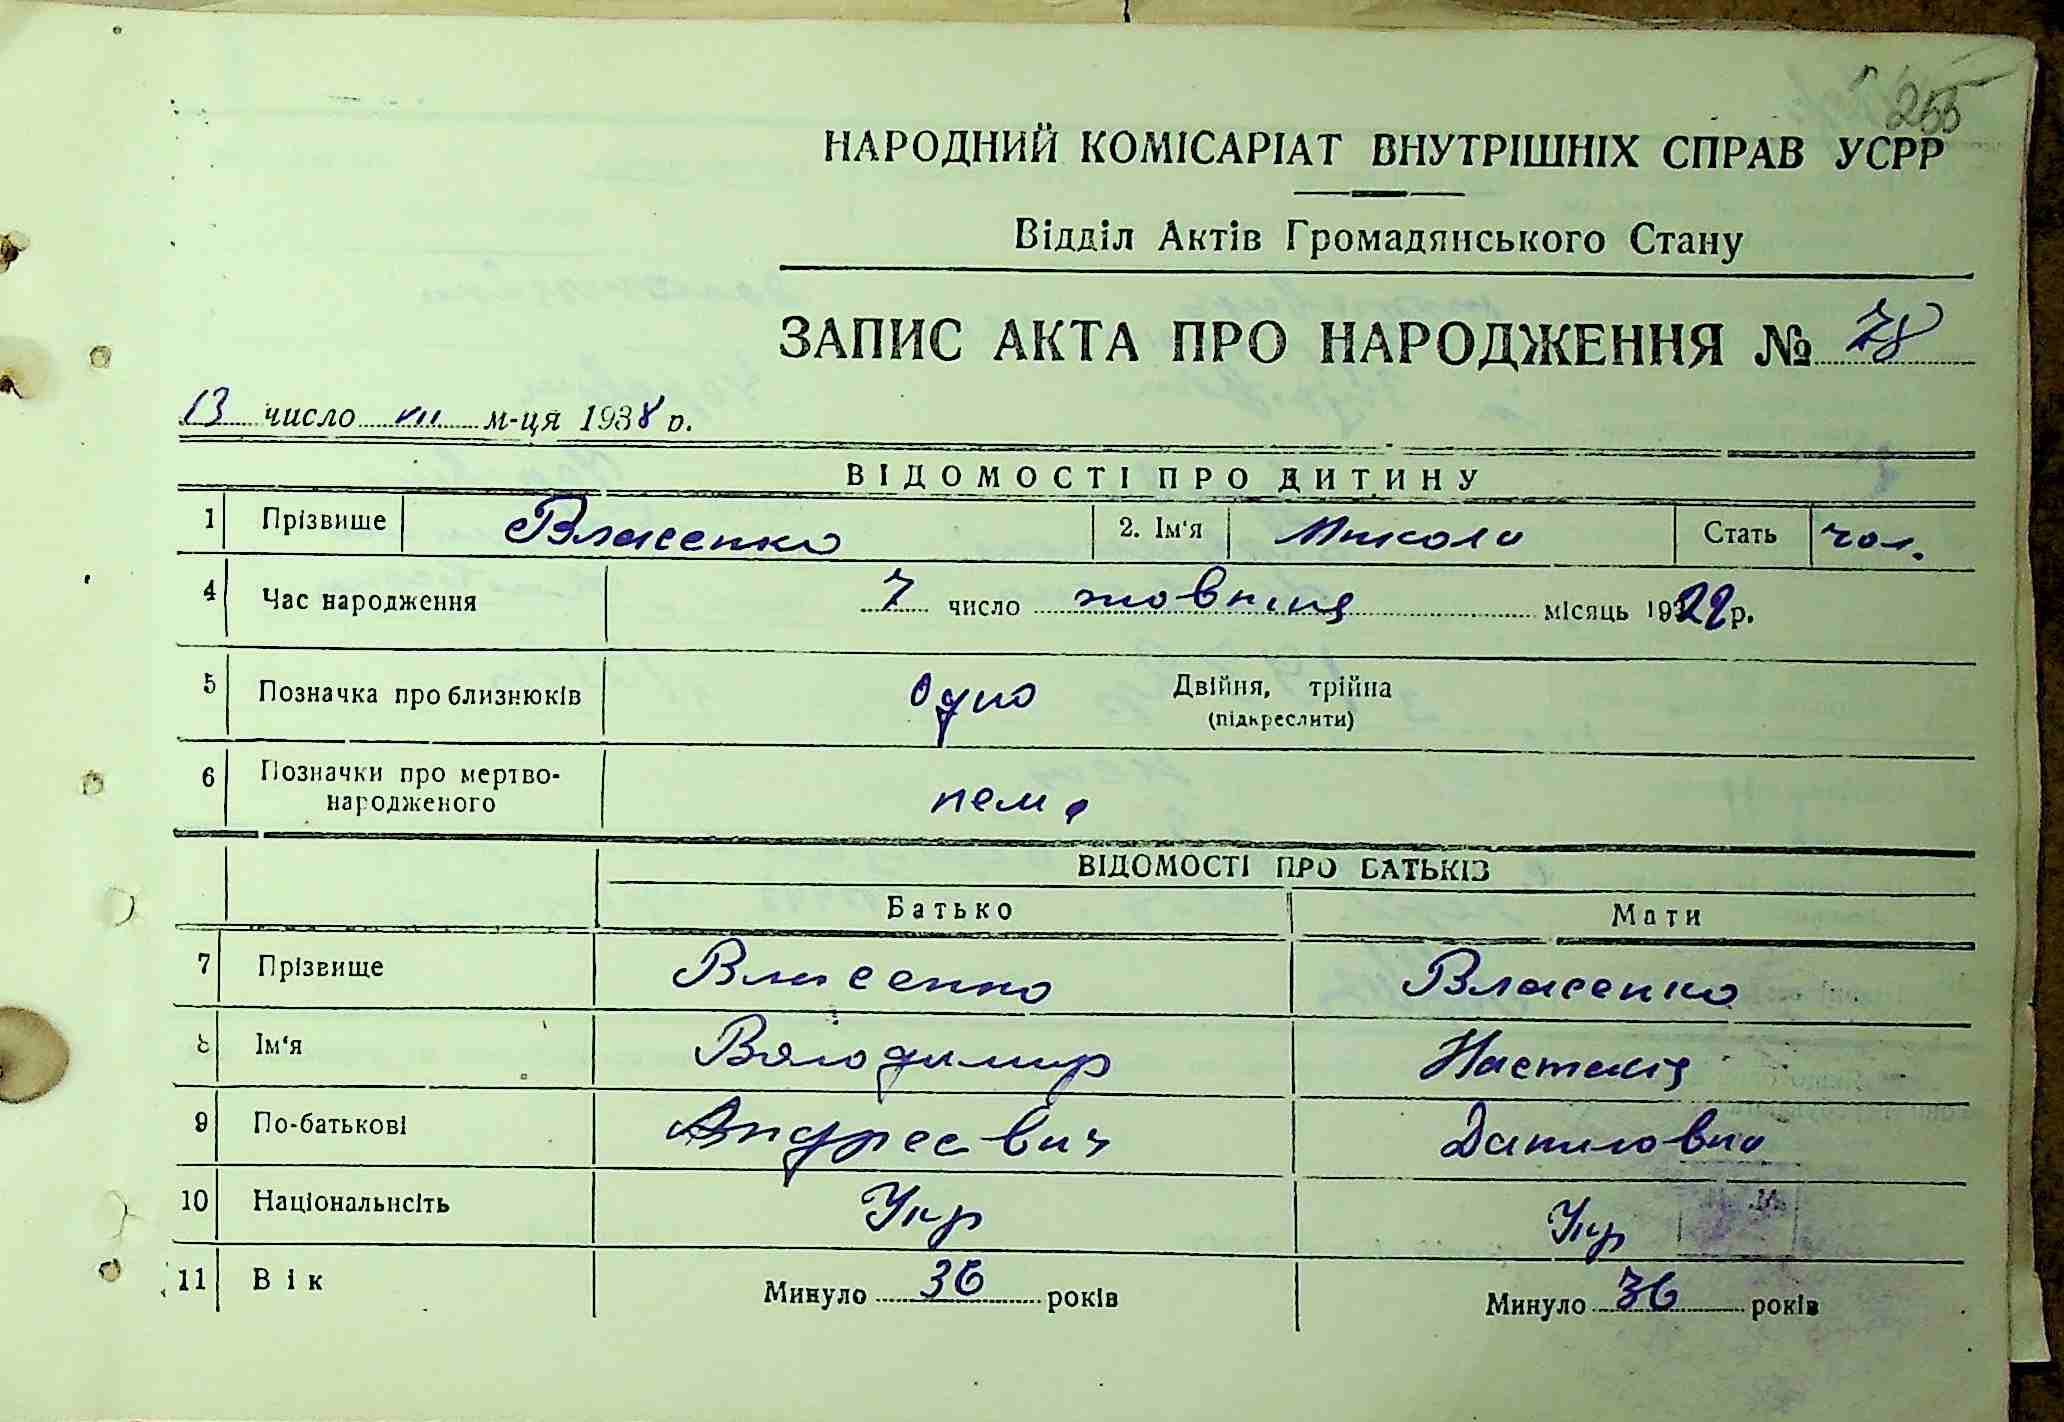 255
НАРОДНИЙ КОМІСАРІАТ ВНУТРІШНІХ СПРАВ УСРР
Відділ Актів Громадянського Стану
ЗАПИС АКТА ПРО НАРОДЖЕННЯ № 78
13 число VII м-ця 1938 р.
ВІДОМОСТІ ПРО ДИТИНУ
1 Прізвище Власенко 2. Ім'я Микола Стать чол.
4 Час народження 7 число жовтня місяць 1922 р.
5 Позначка про близнюків Одно Двійня, трійна
(підкреслити)
6 Позначки про мертво-
народженого нема
ВІДОМОСТІ ПРО БАТЬКІВ
Батько Мати
7 Прізвище Власенко Власенко
8 Ім'я Володимир Настасія
9 По-батькові Андреевич Даниловна
10 Національність Укр Укр
11 Вік Минуло 36 років Минуло 36 років